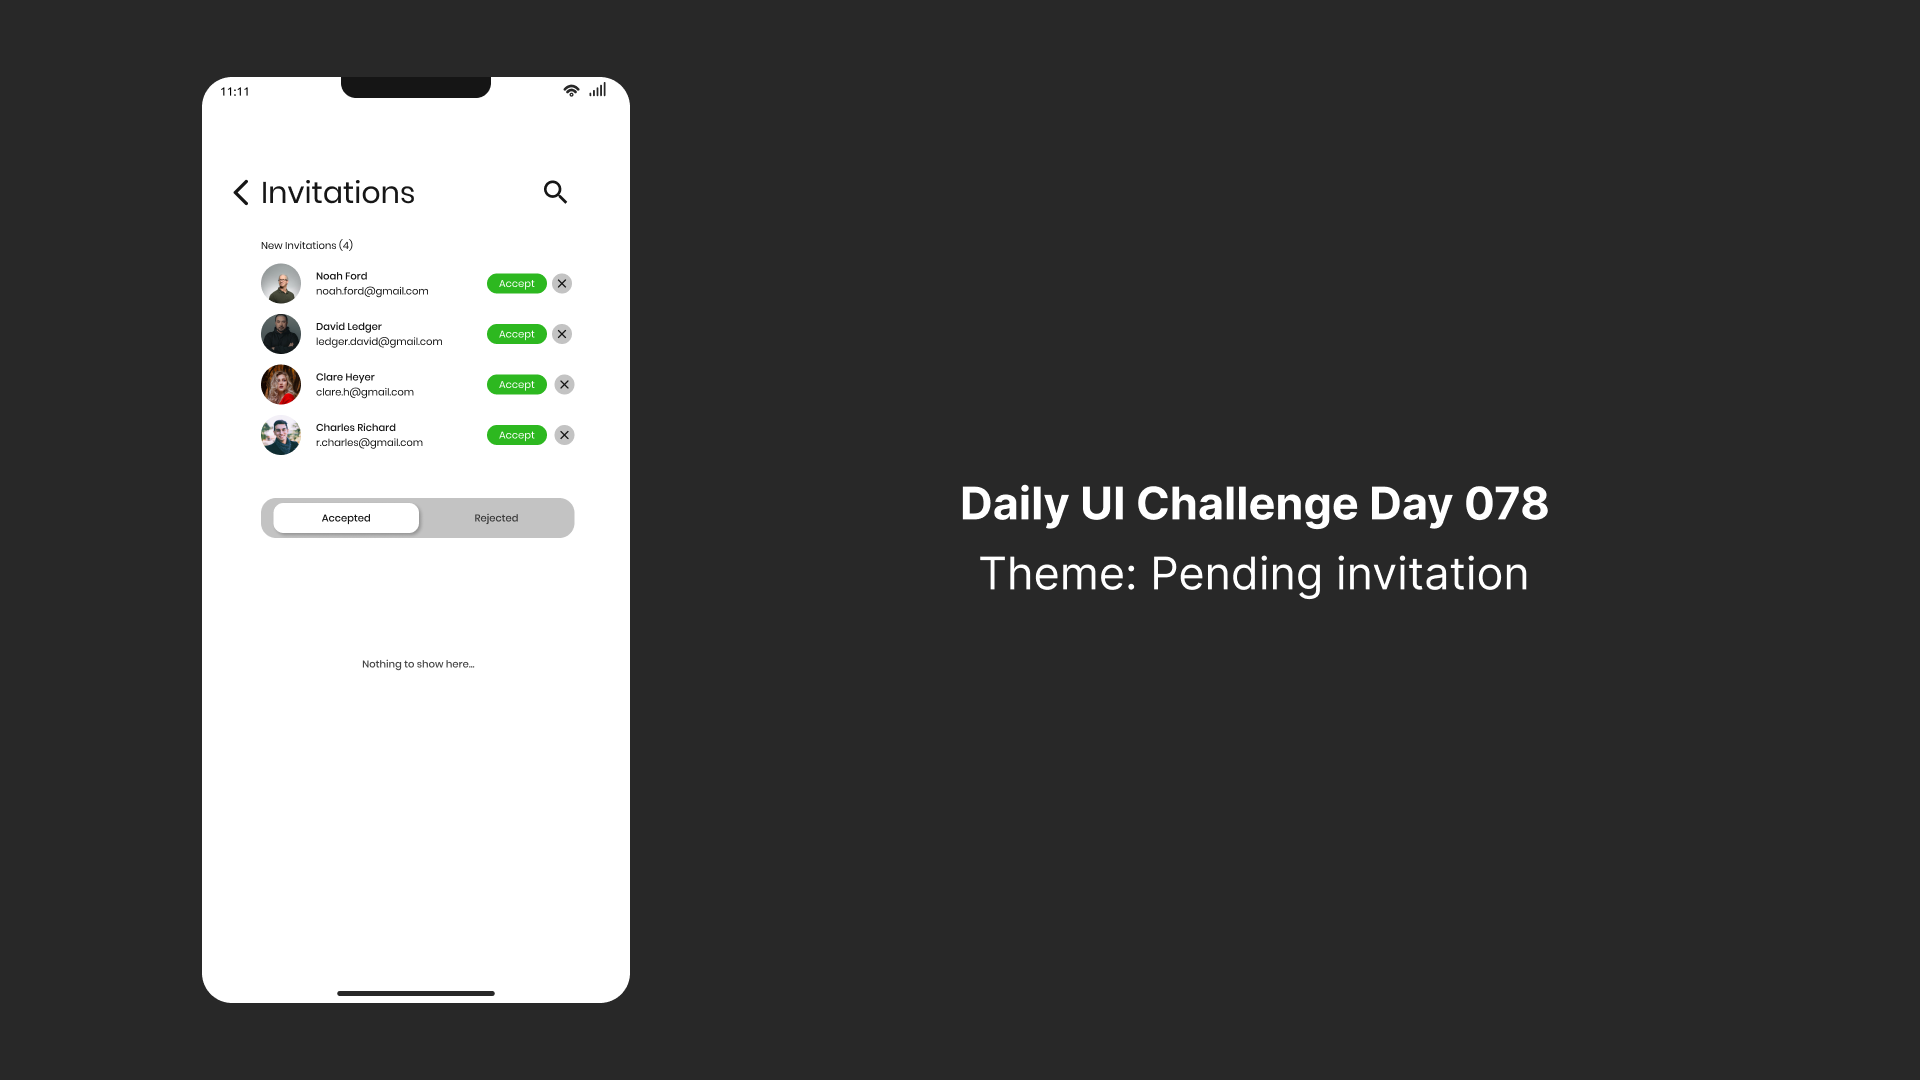 11:11
Invitations
New Invitations (4)
Noah Ford
noah.ford@gmail.com
Accept
David Ledger
ledger.david@gmail.com
Accept
Clare Heyer
clare.h@gmail.com
Accept
Charles Richard
r.charles@gmail.com
Accept
Accepted
Rejected
Nothing to show here...
Daily UI Challenge Day 078
Theme: Pending invitation